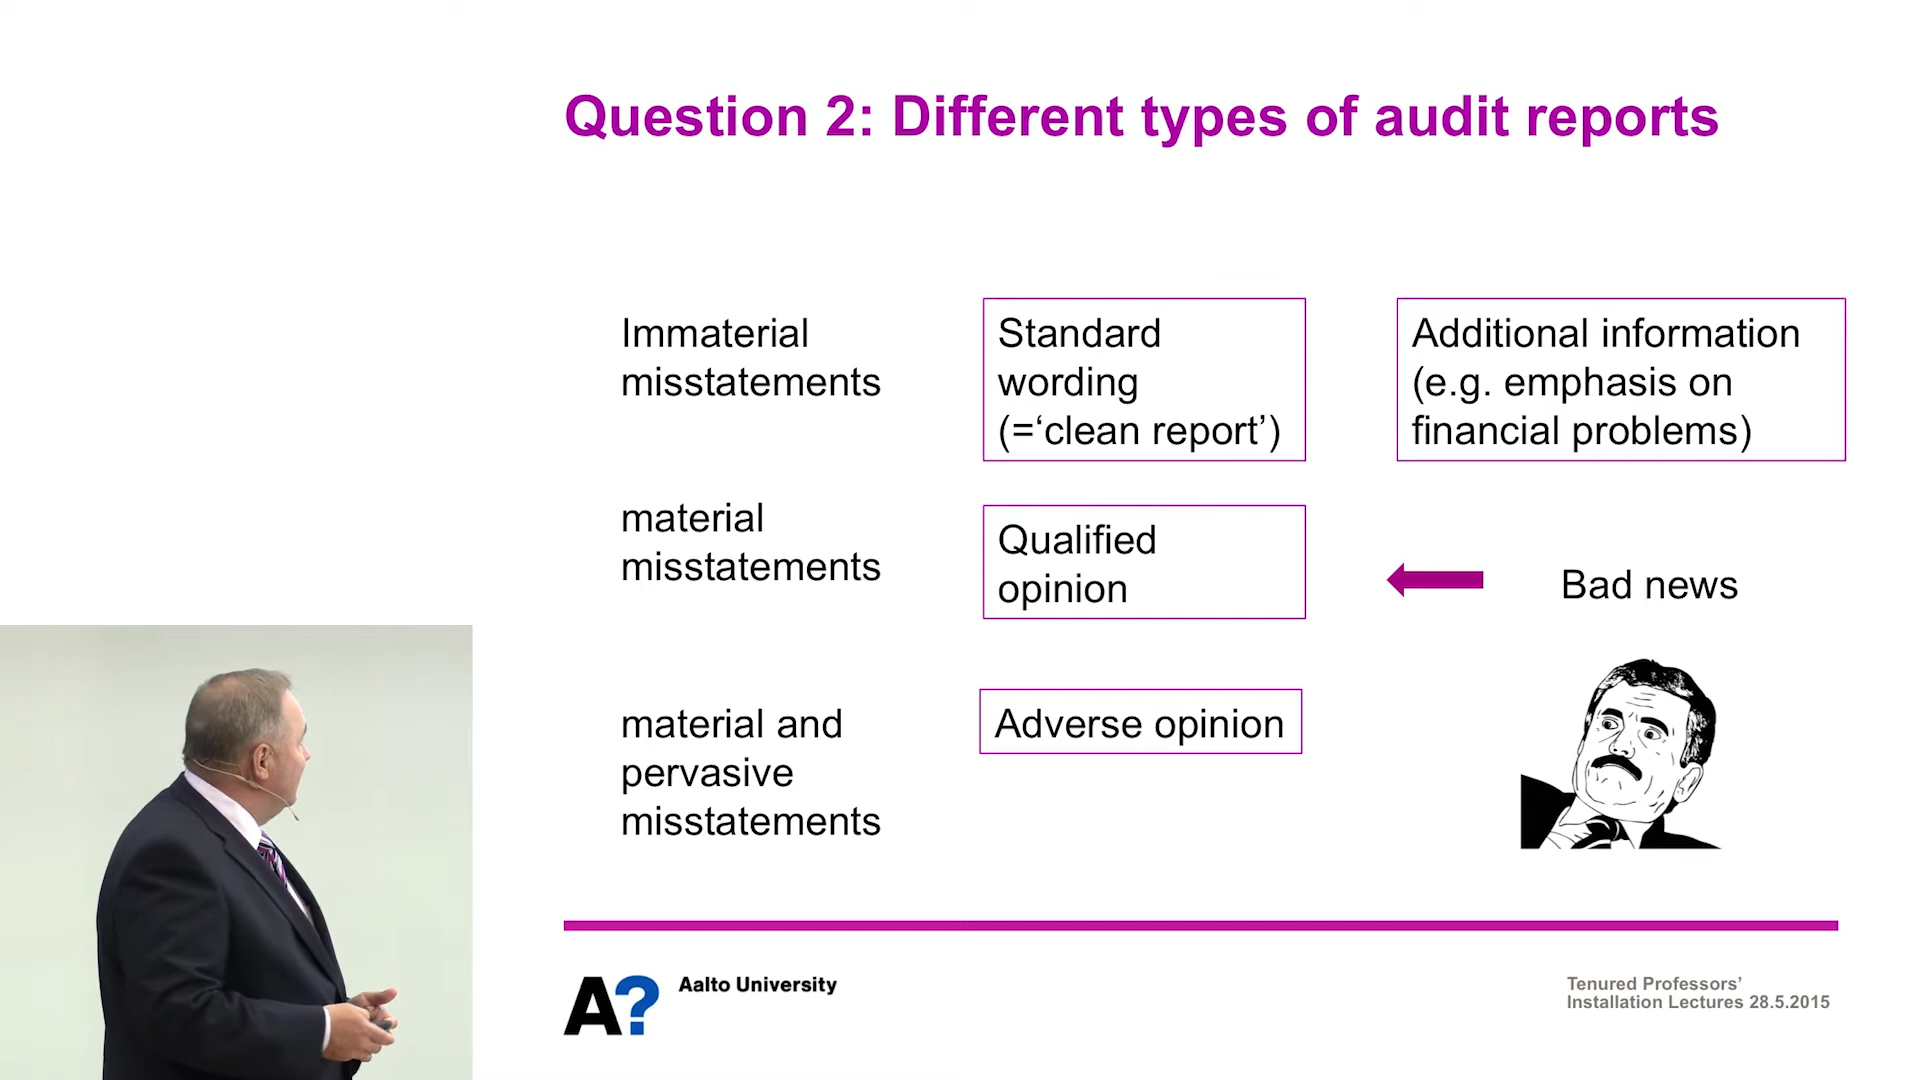 Question 2: Different types of audit reports
Immaterial
misstatements
Standard
wording
(=‘clean report’)
Additional information
(e.g. emphasis on
financial problems)
material
misstatements
Qualified
opinion
Bad news
material and
pervasive
misstatements
Adverse opinion
A?
Aalto University
Tenured Professors’
Installation Lectures 28.5.2015